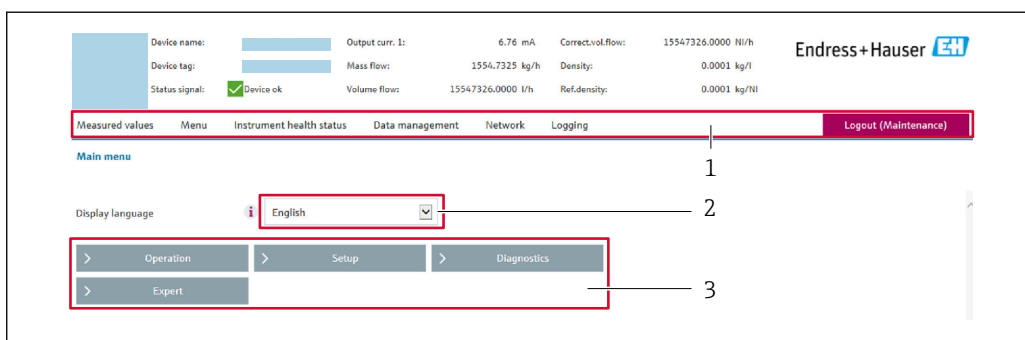 Device name: Output curr. 1: 6.76 mA Correct.vol.flow: 15547326.0000 Nl/h
Endress+Hauser EH
Device tag: Mass flow: 1554.7325 kg/h Density: 0.0001 kg/l
Status signal: Device ok Volume flow: 15547326.0000 l/h Ref.density: 0.0001 kg/Nl
Measured values Menu Instrument health status Data management Network Logging Logout (Maintenance)
1
Main menu
Display language i English 2
> Operation > Setup > Diagnostics
> Expert 3